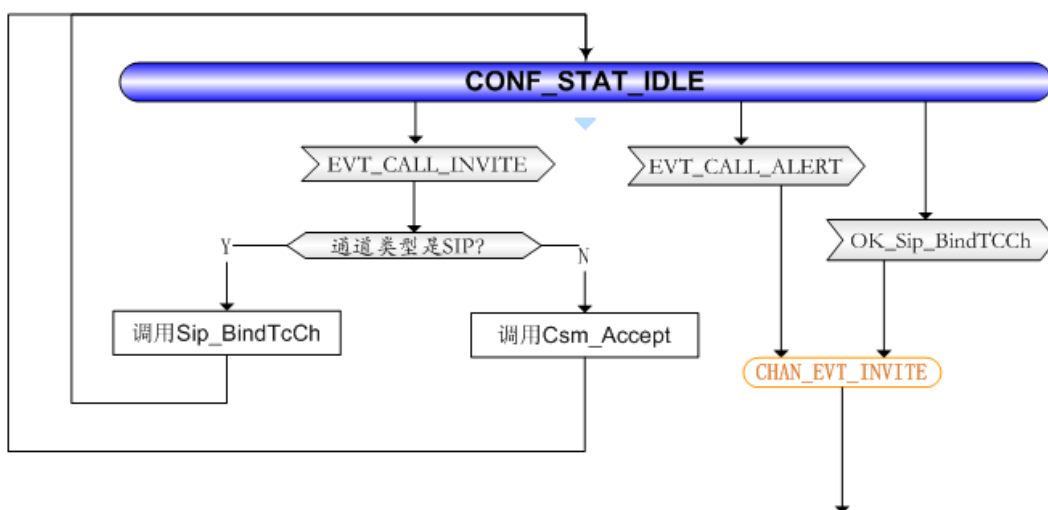 CONF_STAT_IDLE
EVT_CALL_INVITE
EVT_CALL_ALERT
OK_Sip_BindTCCh
Y
通道类型是SIP?
N
调用Sip_BindTcCh
调用Csm_Accept
CHAN_EVT_INVITE